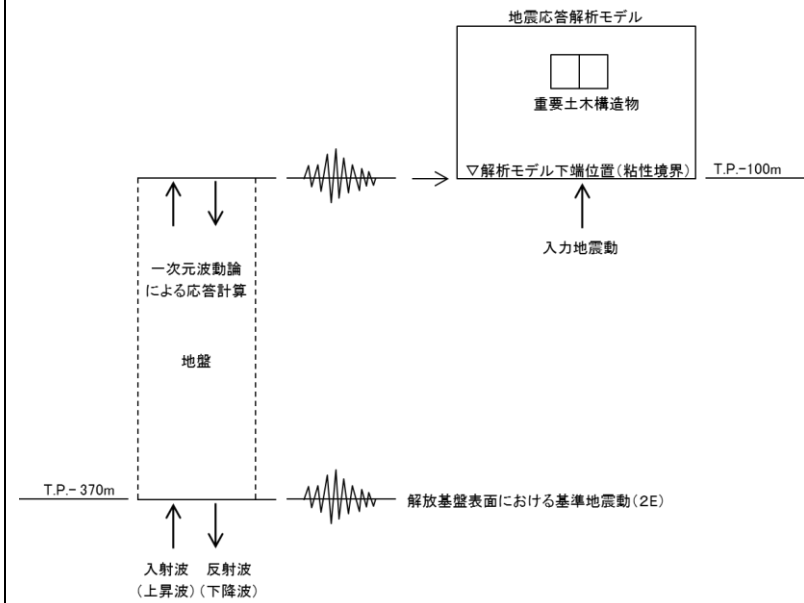 地震応答解析モデル
重要土木構造物
▽解析モデル下端位置(粘性境界)
T.P.-100m
入力地震動
一次元波動論
による応答計算
地盤
T.P.- 370m
解放基盤表面における基準地震動(2E)
入射波 反射波
(上昇波)(下降波)